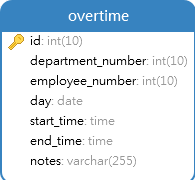 overtime
id: int(10)
department_number: int(10)
employee_number: int(10)
day: date
start_time: time
end_time: time
notes: varchar(255)